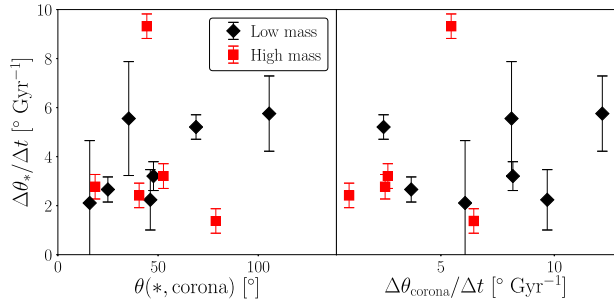 10
8
6
4
2
0
Δθ*/Δt [° Gyr⁻¹]
Low mass
High mass
0 50 100 5 10
θ(*, corona) [°] Δθcorona/Δt [° Gyr⁻¹]